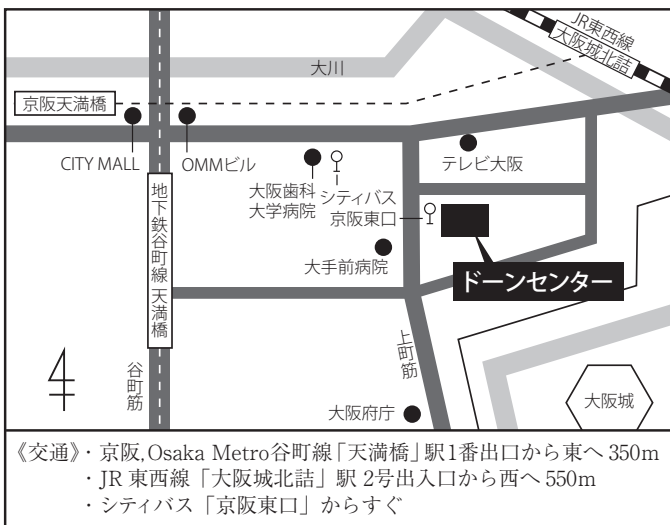 JR東西線
大阪城北詰
大川
京阪天満橋
CITY MALL
OMMビル
大阪歯科
大学病院
シティバス
京阪東口
テレビ大阪
地下鉄谷町線 天満橋
大手前病院
ドーンセンター
谷町筋
上町筋
大阪府庁
大阪城
《交通》・京阪,Osaka Metro谷町線「天満橋」駅1番出口から東へ 350m
・JR 東西線「大阪城北詰」駅 2号出入口から西へ 550m
・シティバス「京阪東口」からすぐ